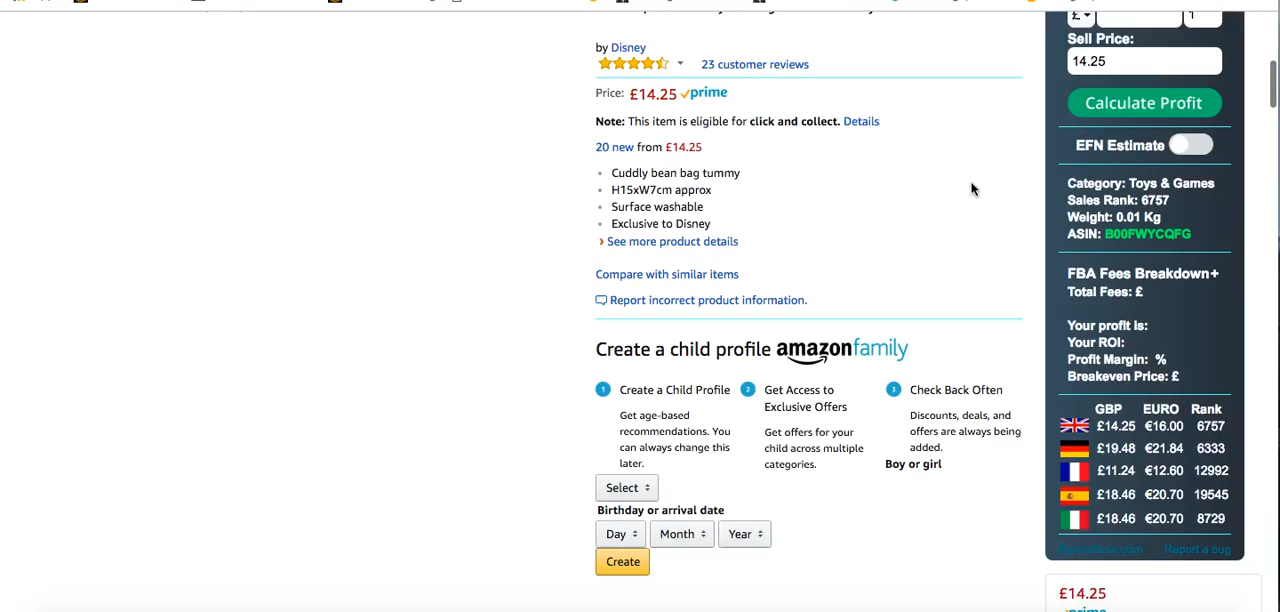 by Disney
23 customer reviews
Price: £14.25 prime
Note: This item is eligible for click and collect. Details
20 new from £14.25
Cuddly bean bag tummy
H15xW7cm approx
Surface washable
Exclusive to Disney
› See more product details
Compare with similar items
Report incorrect product information.
Create a child profile amazonfamily
1 Create a Child Profile
Get age-based
recommendations. You
can always change this
later.
2 Get Access to
Exclusive Offers
Get offers for your
child across multiple
categories.
3 Check Back Often
Discounts, deals, and
offers are always being
added.
Boy or girl
Select
Birthday or arrival date
Day Month Year
Create
£ 1
Sell Price:
14.25
Calculate Profit
EFN Estimate
Category: Toys & Games
Sales Rank: 6757
Weight: 0.01 Kg
ASIN: B00FWYCQFG
FBA Fees Breakdown+
Total Fees: £
Your profit is:
Your ROI:
Profit Margin: %
Breakeven Price: £
GBP EURO Rank
£14.25 €16.00 6757
£19.48 €21.84 6333
£11.24 €12.60 12992
£18.46 €20.70 19545
£18.46 €20.70 8729
Report a bug
£14.25
prime